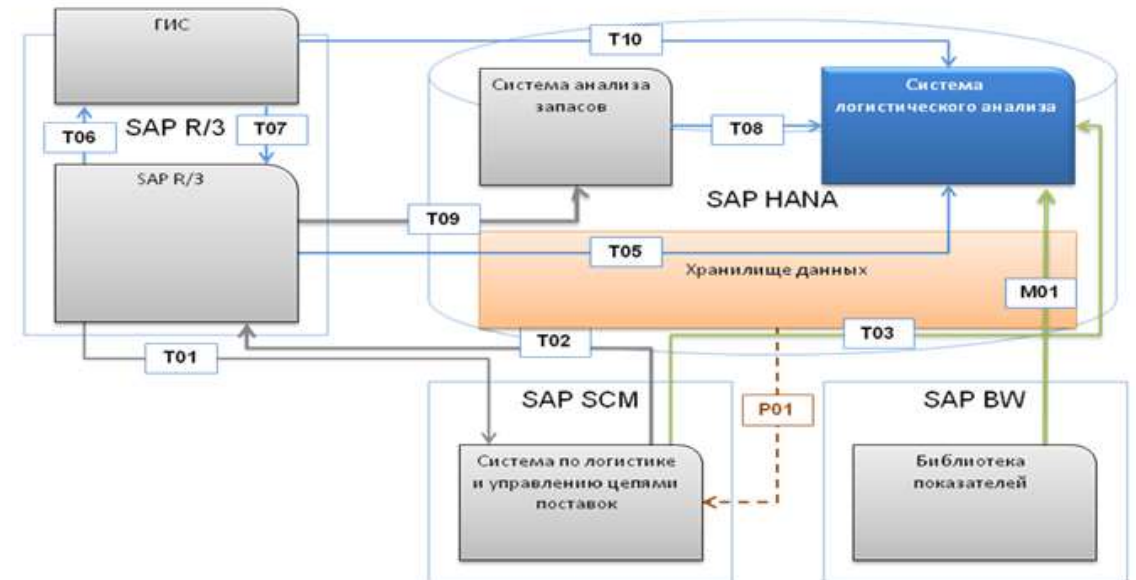 ГИС
T10
Система анализа
запасов
Система
логистического анализа
T06
SAP R/3
T07
T08
SAP R/3
SAP HANA
T09
T05
Хранилище данных
M01
T02
T03
T01
SAP SCM
P01
SAP BW
Система по логистике
и управлению цепями
поставок
Библиотека
показателей